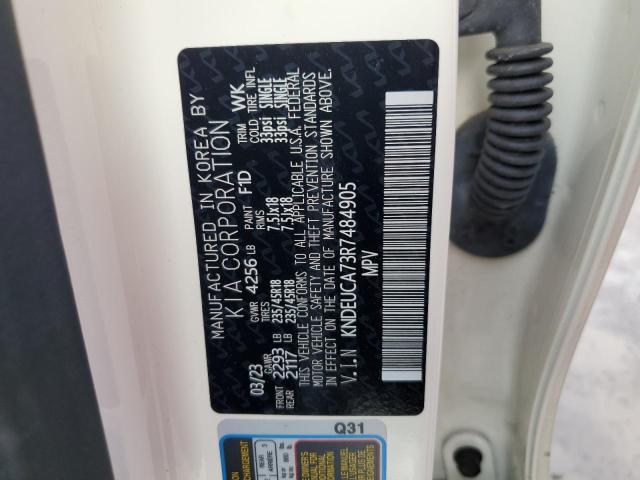 MANUFACTURED IN KOREA BY
KIA CORPORATION
03/23 GVWR 4256 LB PAINT F1D TRIM WK
GAWR RIMS COLD TIRE INFL
FRONT 2293 LB 235/45R18 7.5Jx18 33psi SINGLE
REAR 2117 LB 235/45R18 7.5Jx18 33psi SINGLE
THIS VEHICLE CONFORMS TO ALL APPLICABLE U.S.A. FEDERAL
MOTOR VEHICLE SAFETY AND THEFT PREVENTION STANDARDS
IN EFFECT ON THE DATE OF MANUFACTURE SHOWN ABOVE.
V.I.N KNDEUCA73R7484905
MPV
Q31
REAR
ARRIÈRE